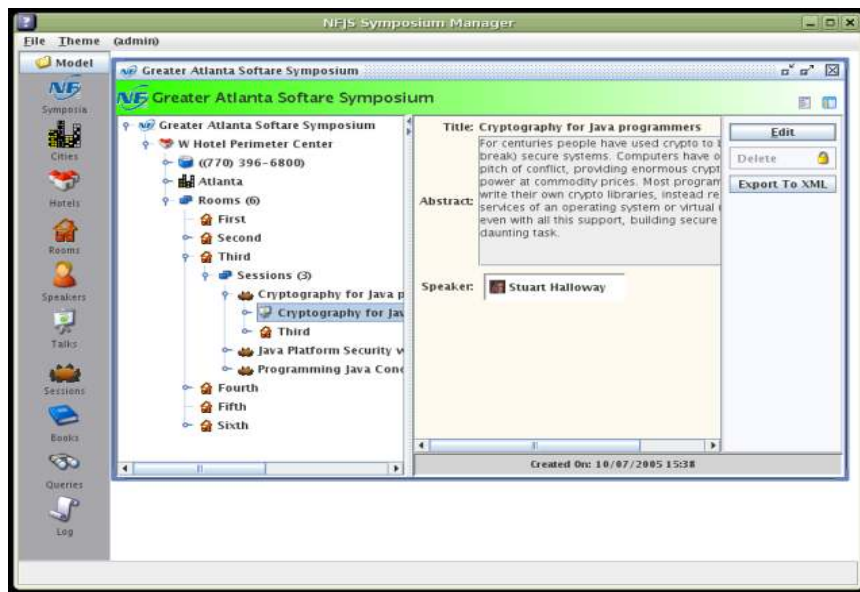 NFJS Symposium Manager
File Theme (admin)
Model
Symposia
Cities
Hotels
Rooms
Speakers
Talks
Sessions
Books
Queries
Log
Greater Atlanta Softare Symposium
NF Greater Atlanta Softare Symposium
Greater Atlanta Softare Symposium
W Hotel Perimeter Center
((770) 396-6800)
Atlanta
Rooms (6)
First
Second
Third
Sessions (3)
Cryptography for Java p
Cryptography for Jav
Third
Java Platform Security w
Programming Java Conc
Fourth
Fifth
Sixth
Title: Cryptography for Java programmers
Abstract:
For centuries people have used crypto to
break) secure systems. Computers have o
pitch of conflict, providing enormous crypt
power at commodity prices. Most program
write their own crypto libraries, instead re
services of an operating system or virtual
even with all this support, building secure
daunting task.
Speaker: Stuart Halloway
Edit
Delete
Export To XML
Created On: 10/07/2005 15:38